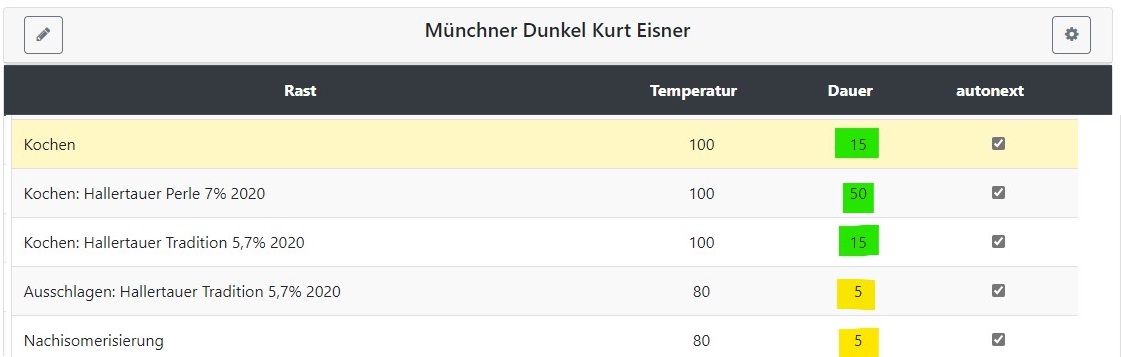 Münchner Dunkel Kurt Eisner
Rast Temperatur Dauer autonext
Kochen 100 15
Kochen: Hallertauer Perle 7% 2020 100 50
Kochen: Hallertauer Tradition 5,7% 2020 100 15
Ausschlagen: Hallertauer Tradition 5,7% 2020 80 5
Nachisomerisierung 80 5